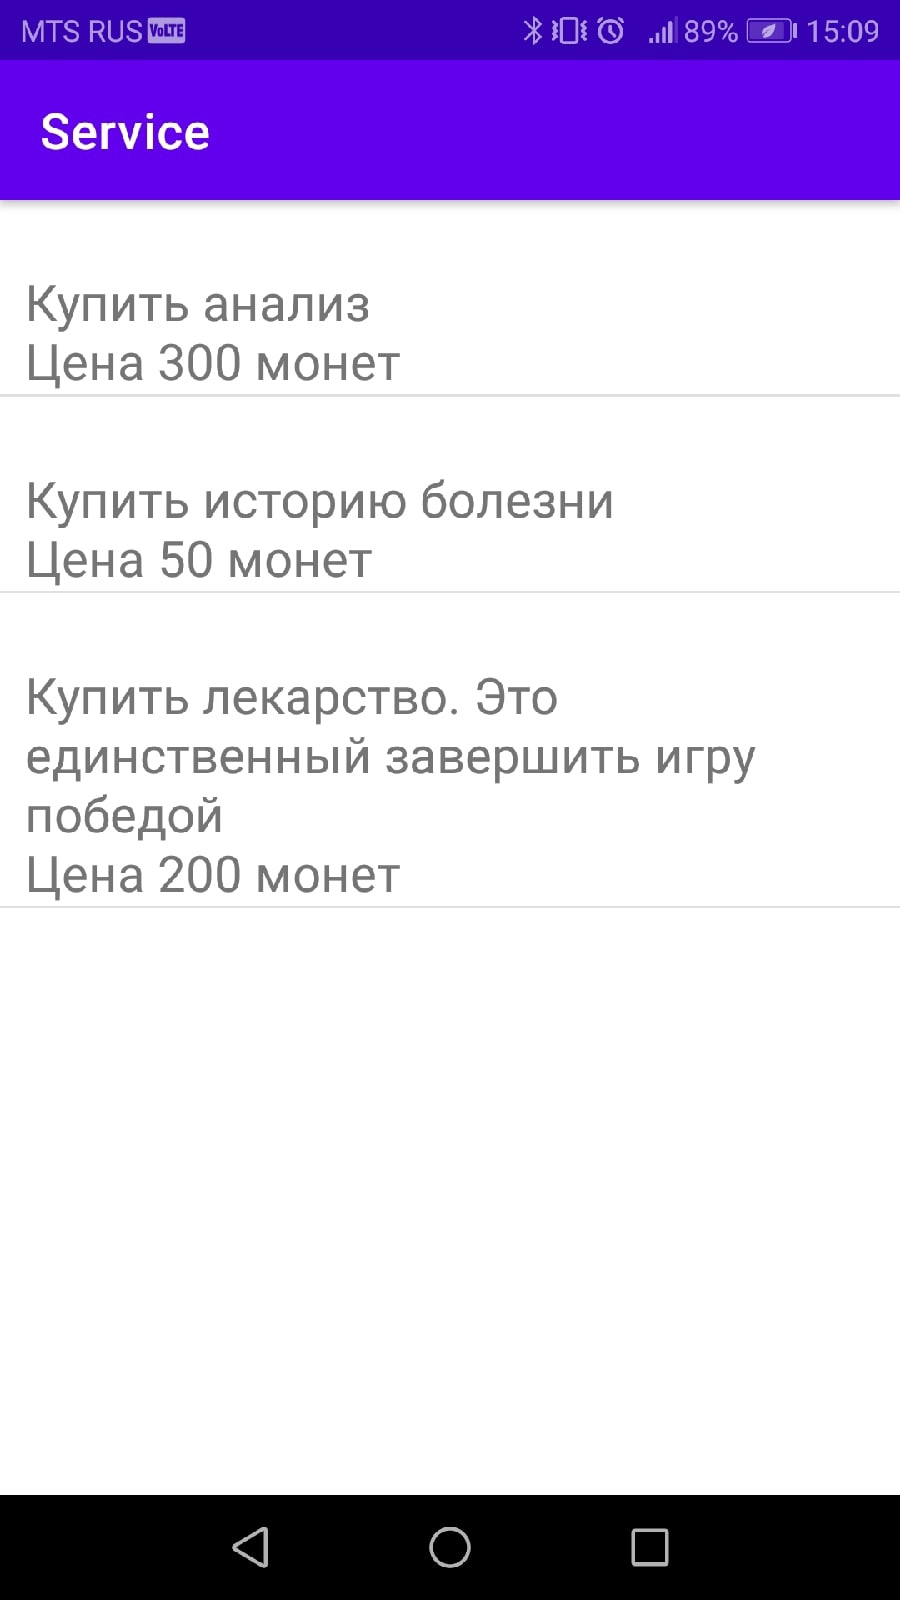 MTS RUS VoLTE 89% 15:09
Service
Купить анализ
Цена 300 монет
Купить историю болезни
Цена 50 монет
Купить лекарство. Это
единственный завершить игру
победой
Цена 200 монет